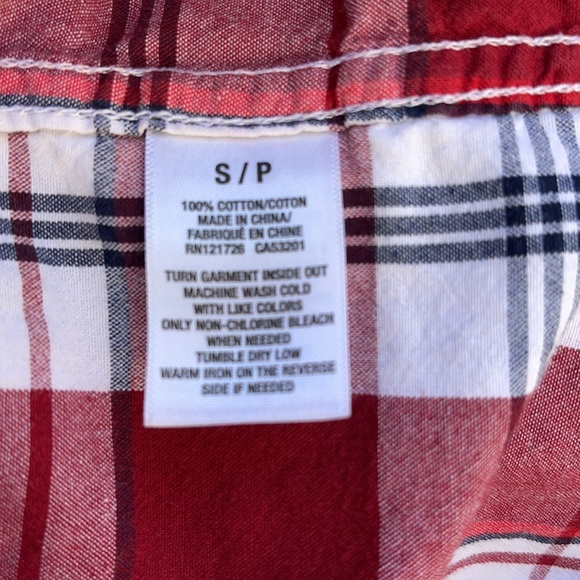 S / P
100% COTTON/COTON
MADE IN CHINA/
FABRIQUÉ EN CHINE
RN121726 CA53201
TURN GARMENT INSIDE OUT
MACHINE WASH COLD
WITH LIKE COLORS
ONLY NON-CHLORINE BLEACH
WHEN NEEDED
TUMBLE DRY LOW
WARM IRON ON THE REVERSE
SIDE IF NEEDED